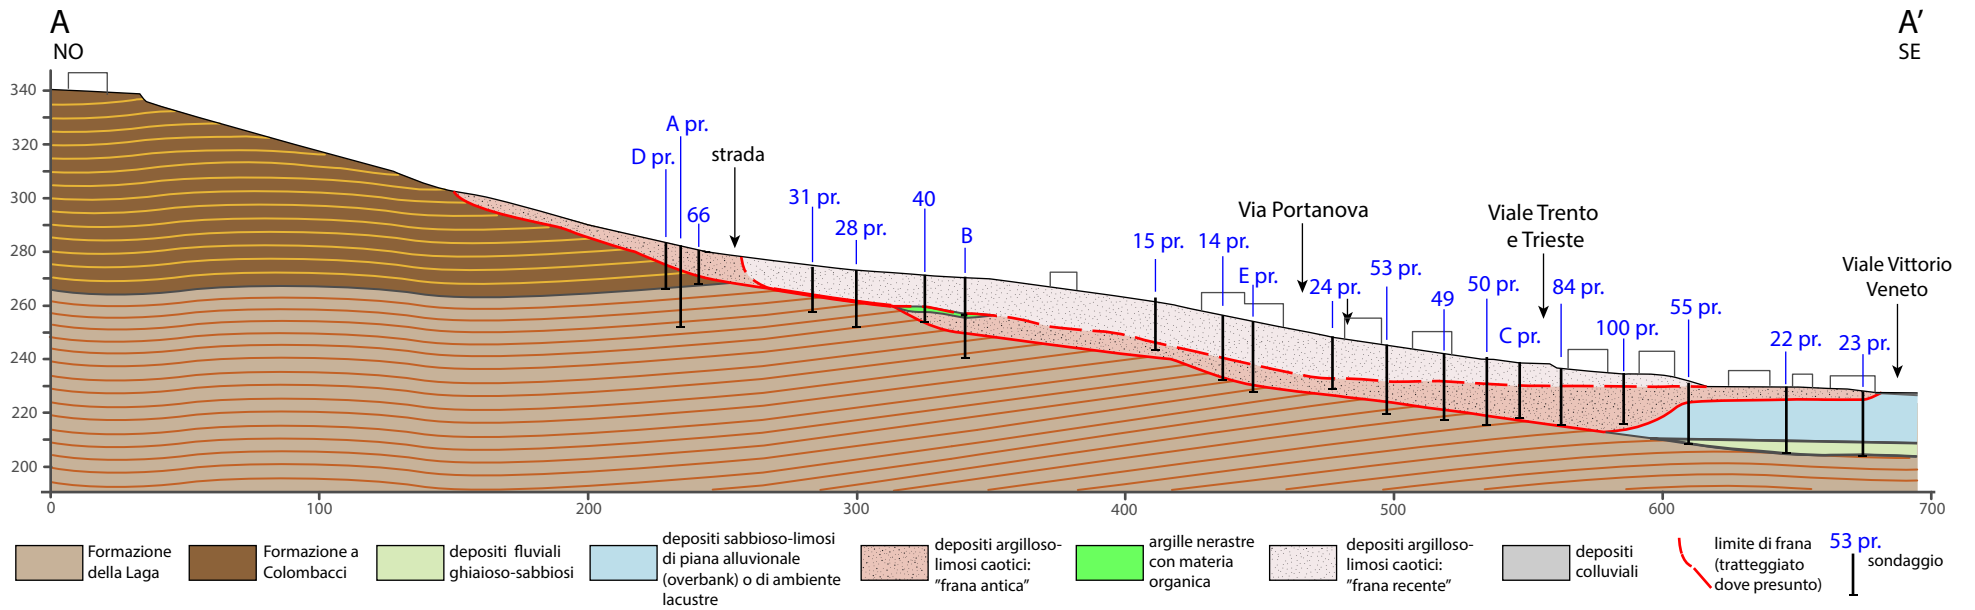 A
NO
A’
SE
340
320
300
280
260
240
220
200
0
100
200
300
400
500
600
700
D pr.
A pr.
66
strada
31 pr.
28 pr.
40
B
15 pr.
14 pr.
E pr.
Via Portanova
24 pr.
53 pr.
49
50 pr.
C pr.
Viale Trento
e Trieste
84 pr.
100 pr.
55 pr.
22 pr.
23 pr.
Viale Vittorio
Veneto
Formazione
della Laga
Formazione a
Colombacci
depositi fluviali
ghiaioso-sabbiosi
depositi sabbioso-limosi
di piana alluvionale
(overbank) o di ambiente
lacustre
depositi argilloso-
limosi caotici:
”frana antica”
argille nerastre
con materia
organica
depositi argilloso-
limosi caotici:
”frana recente”
depositi
colluviali
limite di frana
(tratteggiato
dove presunto)
53 pr.
sondaggio